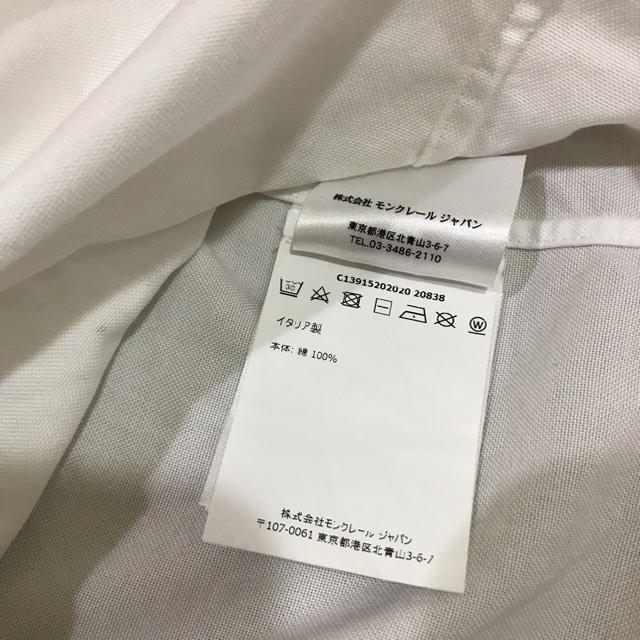 株式会社 モンクレール ジャパン
東京都港区北青山3-6-7
TEL.03-3486-2110
C13915202020 20838
30
W
イタリア製
本体: 綿 100%
株式会社モンクレール ジャパン
〒107-0061 東京都港区北青山3-6-7